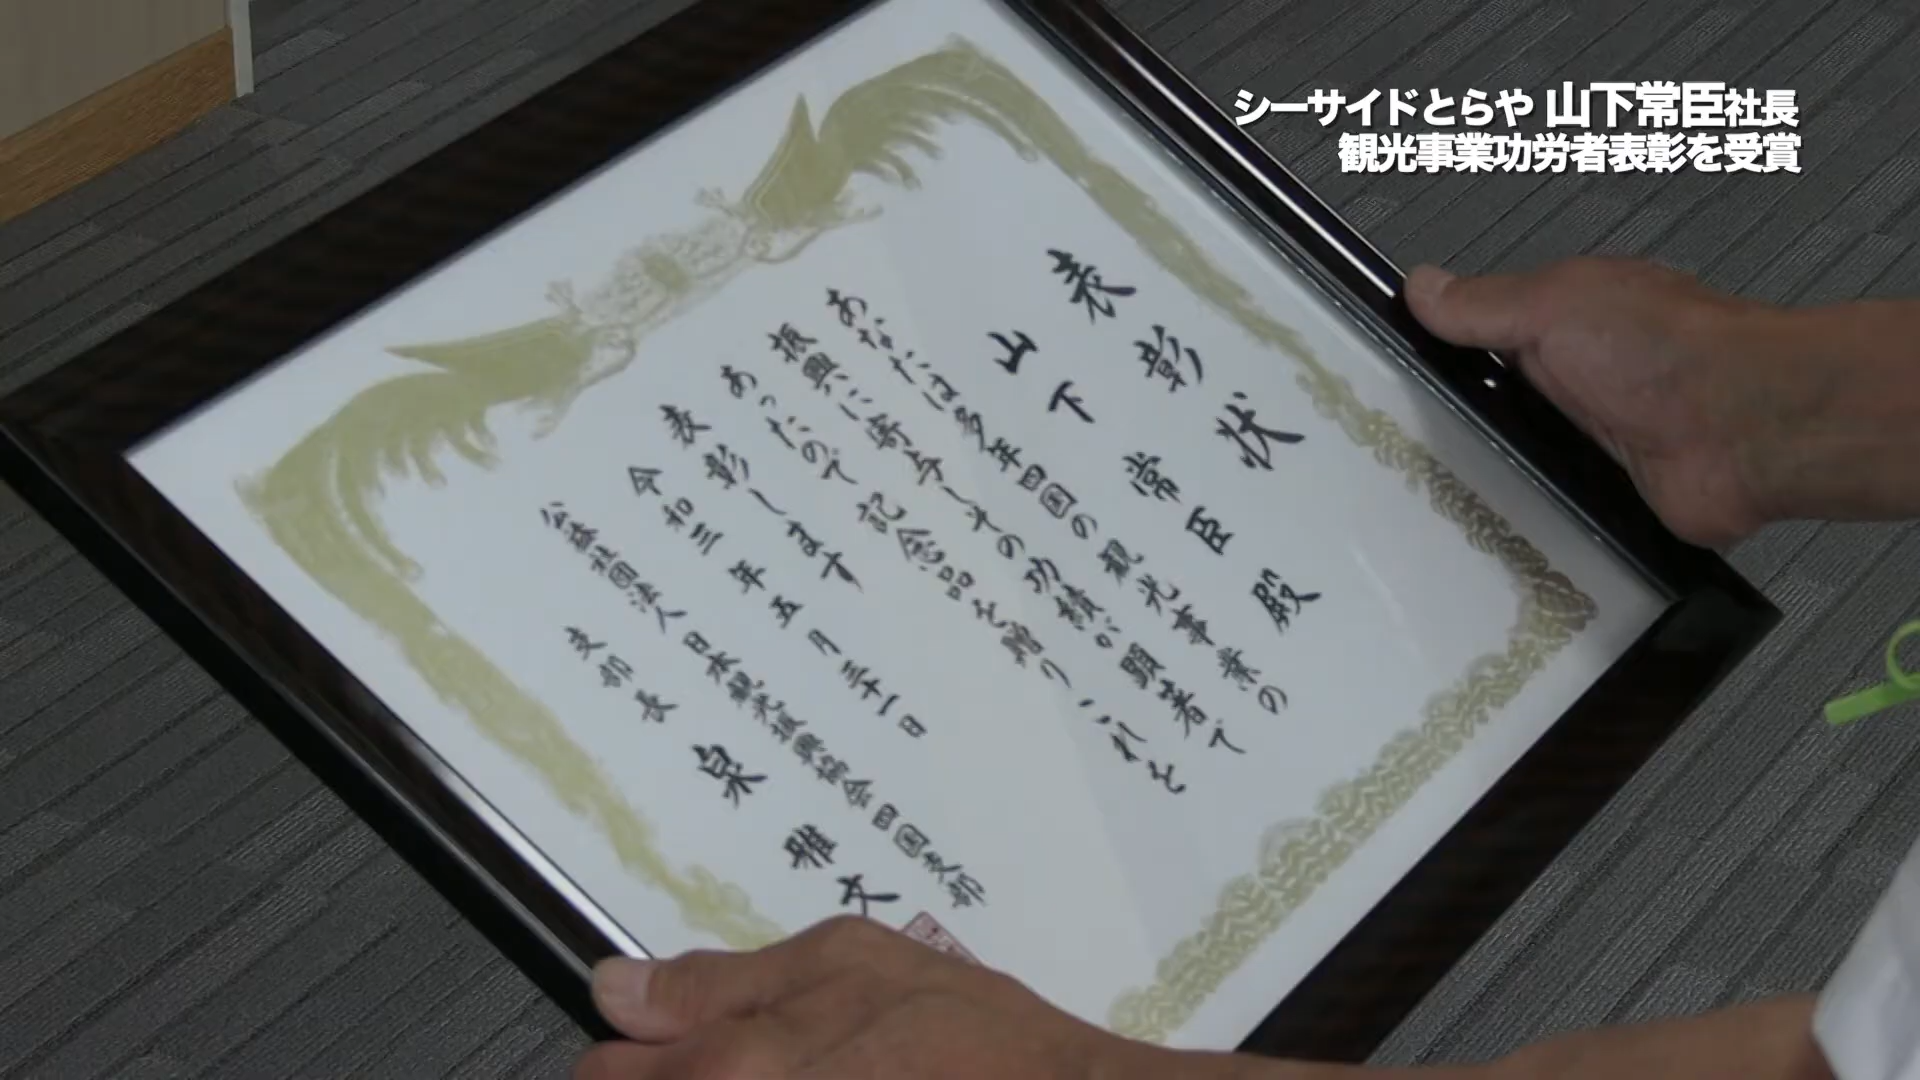 シーサイドとらや 山下常臣社長
観光事業功労者表彰を受賞
表彰状
山下常臣殿
あなたは多年四国の観光事業の
振興に寄与しその功績が顕著で
あったので記念品を贈りこれを
表彰します
令和三年五月三十一日
公益社団法人日本観光振興協会四国支部
支部長 泉雅文